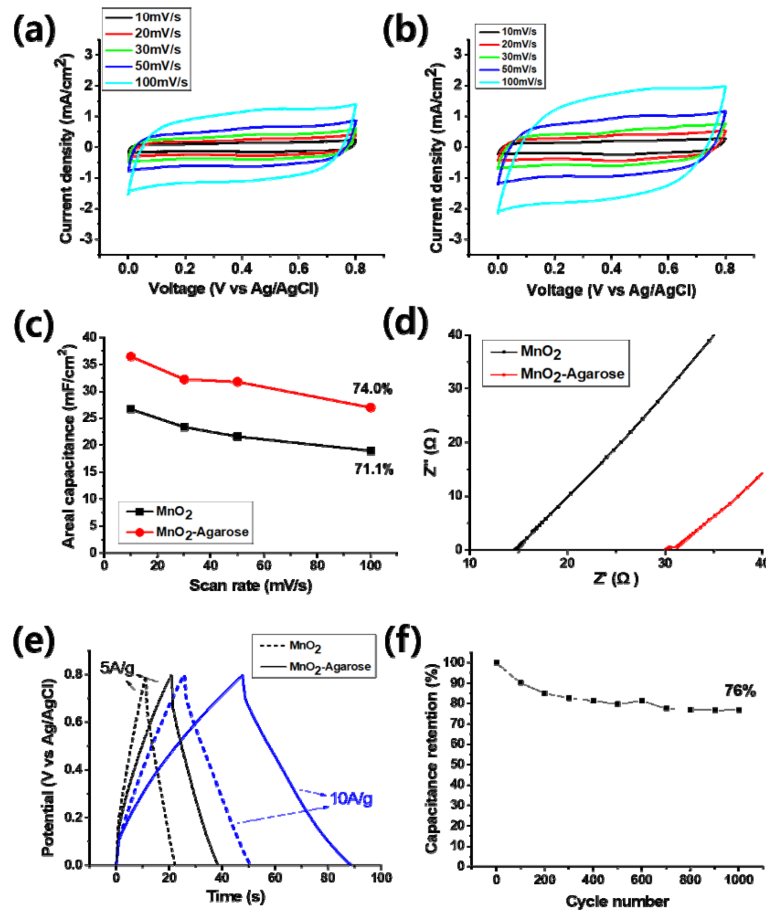 (a)
10mV/s
20mV/s
30mV/s
50mV/s
100mV/s
Current density (mA/cm²)
3
2
1
0
-1
-2
-3
0.0 0.2 0.4 0.6 0.8
Voltage (V vs Ag/AgCl)
(b)
10mV/s
20mV/s
30mV/s
50mV/s
100mV/s
Current density (mA/cm²)
3
2
1
0
-1
-2
-3
0.0 0.2 0.4 0.6 0.8
Voltage (V vs Ag/AgCl)
(c)
Areal capacitance (mF/cm²)
40
35
30
25
20
15
10
5
0
74.0%
71.1%
MnO₂
MnO₂-Agarose
0 20 40 60 80 100
Scan rate (mV/s)
(d)
MnO₂
MnO₂-Agarose
Z'' (Ω)
40
30
20
10
0
10 20 30 40
Z' (Ω)
(e)
MnO₂
MnO₂-Agarose
5A/g
10A/g
Potential (V vs Ag/AgCl)
0.8
0.6
0.4
0.2
0.0
0 20 40 60 80 100
Time (s)
(f)
Capacitance retention (%)
100
90
80
70
60
50
40
30
20
10
0
76%
0 200 400 600 800 1000
Cycle number